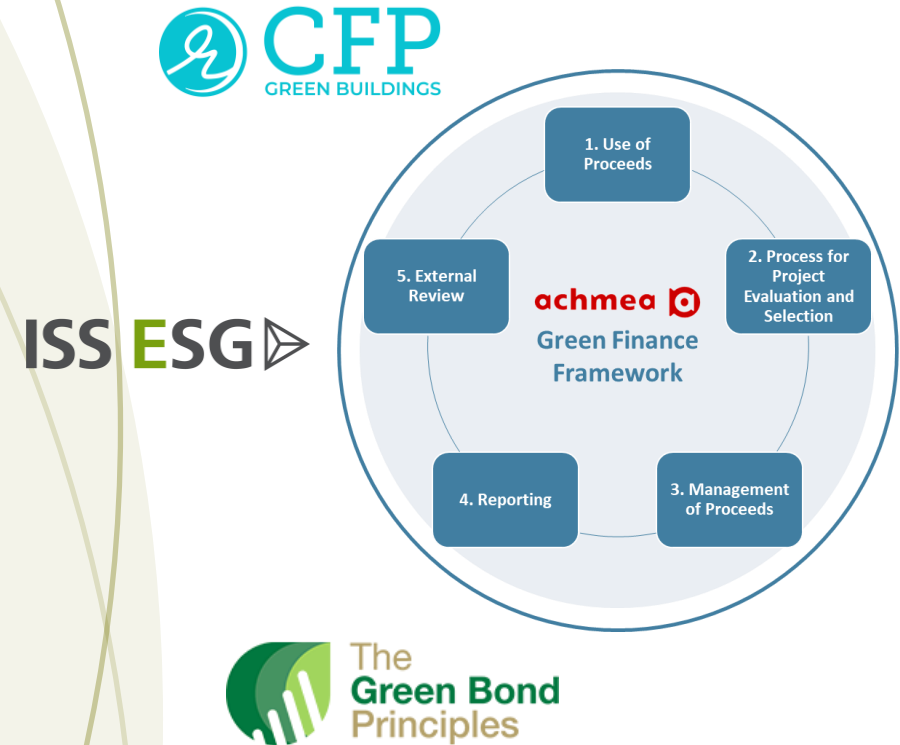 CFP
GREEN BUILDINGS
1. Use of
Proceeds
2. Process for
Project
Evaluation and
Selection
5. External
Review
achmea
Green Finance
Framework
ISS ESG
4. Reporting
3. Management
of Proceeds
The
Green Bond
Principles